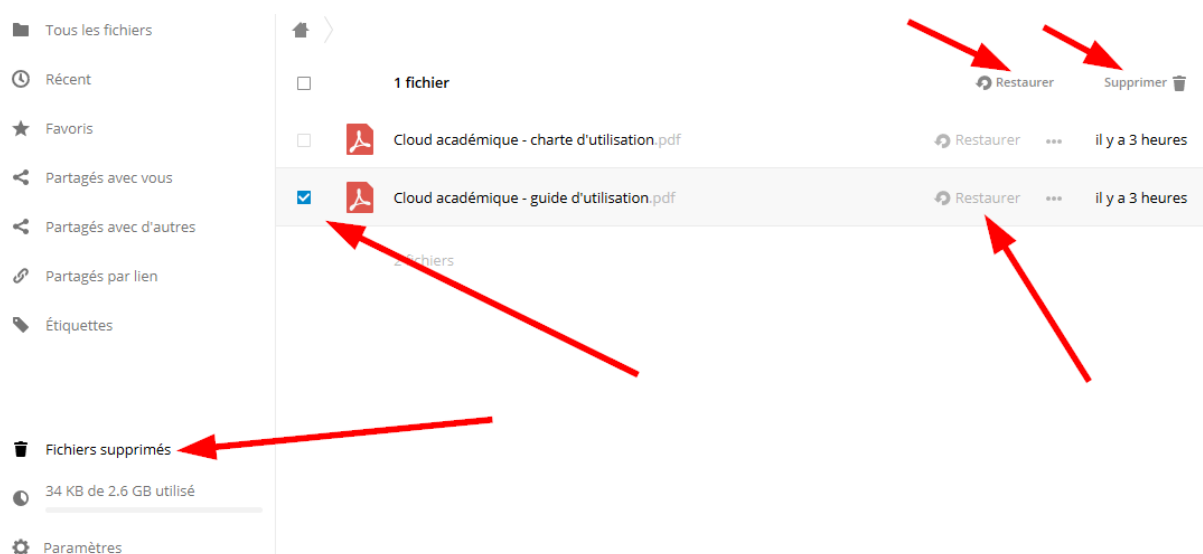 Tous les fichiers
Récent
Favoris
Partagés avec vous
Partagés avec d'autres
Partagés par lien
Étiquettes
Fichiers supprimés
34 KB de 2.6 GB utilisé
Paramètres
1 fichier Restaurer Supprimer
Cloud académique - charte d'utilisation.pdf Restaurer il y a 3 heures
Cloud académique - guide d'utilisation.pdf Restaurer il y a 3 heures
2 fichiers